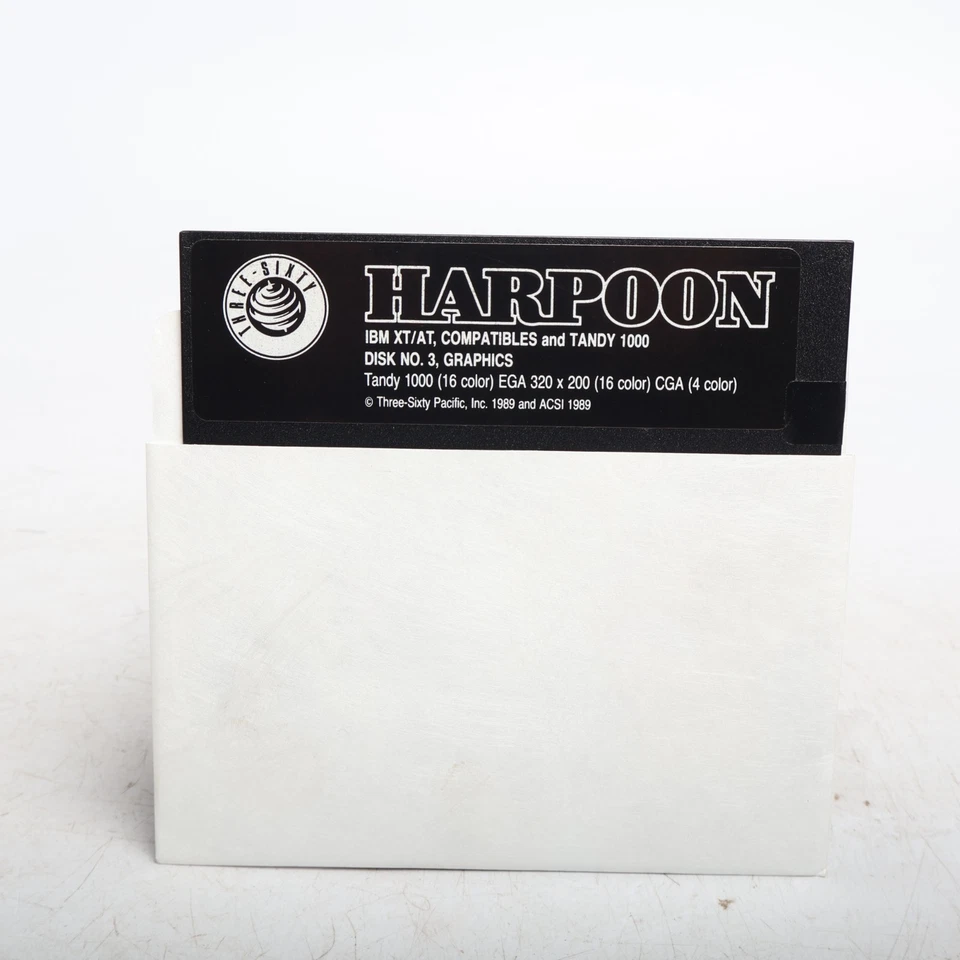 THREE-SIXTY
HARPOON
IBM XT/AT, COMPATIBLES and TANDY 1000
DISK NO. 3, GRAPHICS
Tandy 1000 (16 color) EGA 320 x 200 (16 color) CGA (4 color)
© Three-Sixty Pacific, Inc. 1989 and ACSI 1989